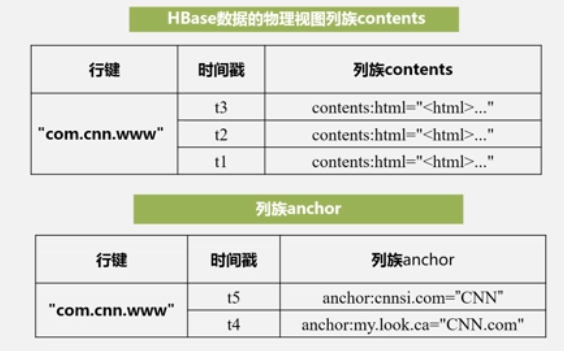 HBase数据的物理视图列族contents
行键 时间戳 列族contents
"com.cnn.www" t3 contents:html="<html>..."
t2 contents:html="<html>..."
t1 contents:html="<html>..."
列族anchor
行键 时间戳 列族anchor
"com.cnn.www" t5 anchor:cnnsi.com="CNN"
t4 anchor:my.look.ca="CNN.com"